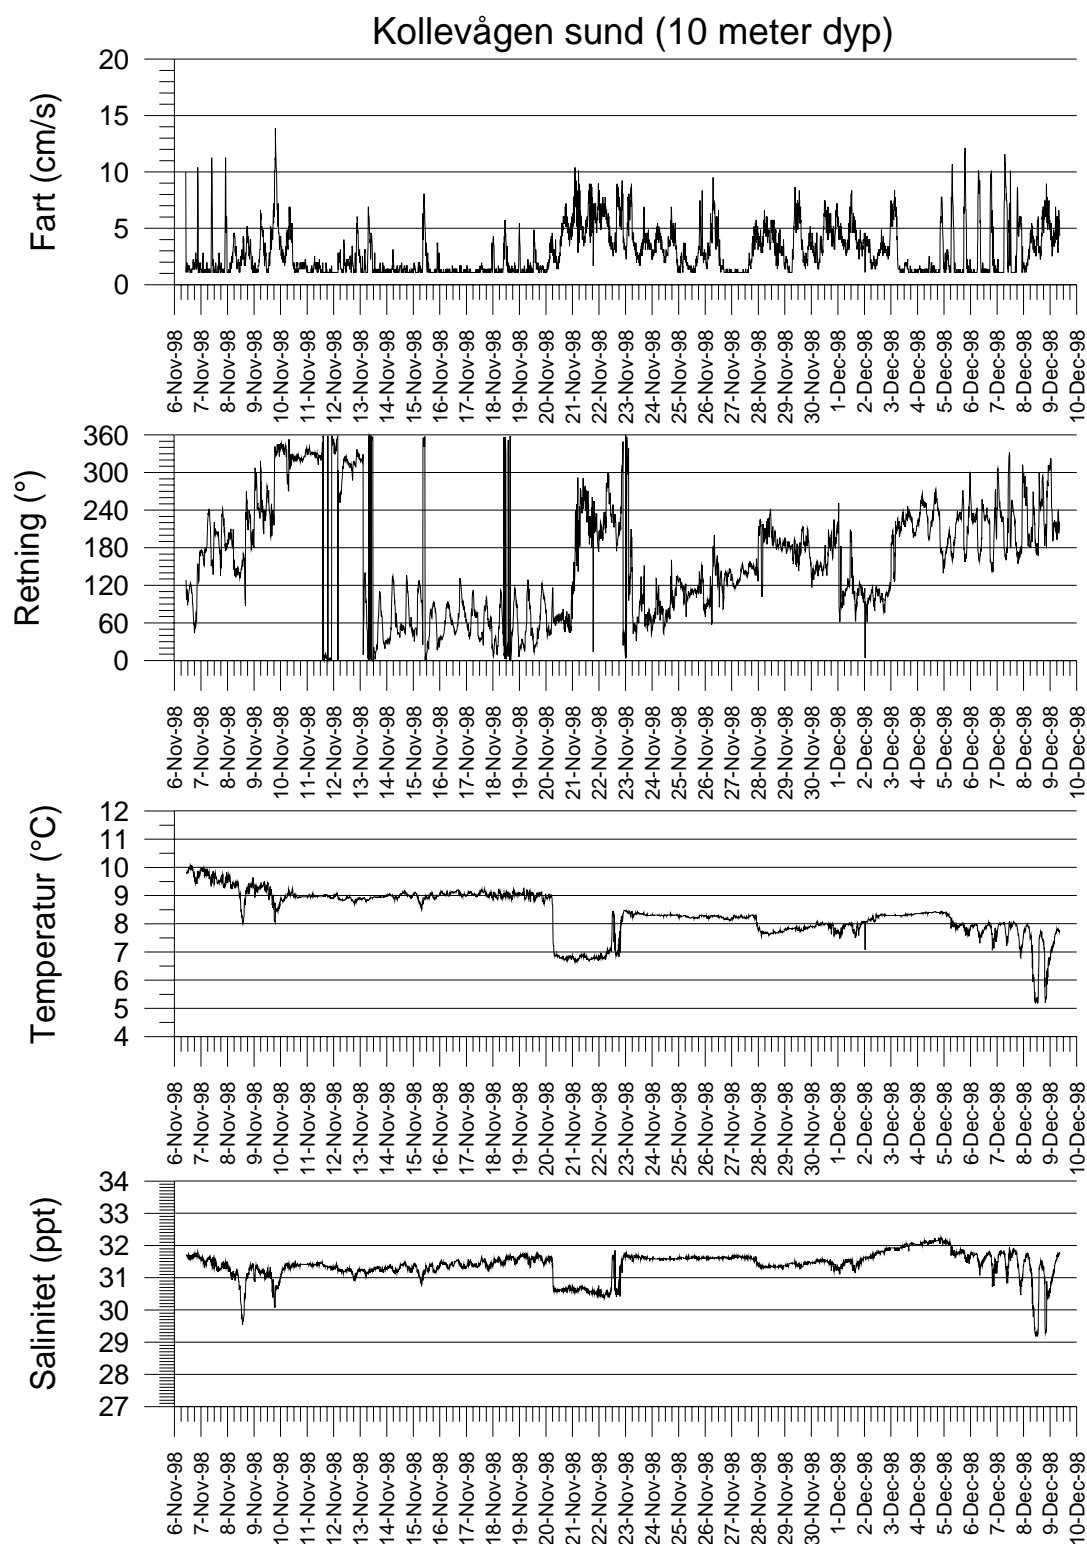 Kollevågen sund (10 meter dyp)
Fart (cm/s)
20
15
10
5
0
6-Nov-98
7-Nov-98
8-Nov-98
9-Nov-98
10-Nov-98
11-Nov-98
12-Nov-98
13-Nov-98
14-Nov-98
15-Nov-98
16-Nov-98
17-Nov-98
18-Nov-98
19-Nov-98
20-Nov-98
21-Nov-98
22-Nov-98
23-Nov-98
24-Nov-98
25-Nov-98
26-Nov-98
27-Nov-98
28-Nov-98
29-Nov-98
30-Nov-98
1-Dec-98
2-Dec-98
3-Dec-98
4-Dec-98
5-Dec-98
6-Dec-98
7-Dec-98
8-Dec-98
9-Dec-98
10-Dec-98
Retning (°)
360
300
240
180
120
60
0
6-Nov-98
7-Nov-98
8-Nov-98
9-Nov-98
10-Nov-98
11-Nov-98
12-Nov-98
13-Nov-98
14-Nov-98
15-Nov-98
16-Nov-98
17-Nov-98
18-Nov-98
19-Nov-98
20-Nov-98
21-Nov-98
22-Nov-98
23-Nov-98
24-Nov-98
25-Nov-98
26-Nov-98
27-Nov-98
28-Nov-98
29-Nov-98
30-Nov-98
1-Dec-98
2-Dec-98
3-Dec-98
4-Dec-98
5-Dec-98
6-Dec-98
7-Dec-98
8-Dec-98
9-Dec-98
10-Dec-98
Temperatur (°C)
12
11
10
9
8
7
6
5
4
6-Nov-98
7-Nov-98
8-Nov-98
9-Nov-98
10-Nov-98
11-Nov-98
12-Nov-98
13-Nov-98
14-Nov-98
15-Nov-98
16-Nov-98
17-Nov-98
18-Nov-98
19-Nov-98
20-Nov-98
21-Nov-98
22-Nov-98
23-Nov-98
24-Nov-98
25-Nov-98
26-Nov-98
27-Nov-98
28-Nov-98
29-Nov-98
30-Nov-98
1-Dec-98
2-Dec-98
3-Dec-98
4-Dec-98
5-Dec-98
6-Dec-98
7-Dec-98
8-Dec-98
9-Dec-98
10-Dec-98
Salinitet (ppt)
34
33
32
31
30
29
28
27
6-Nov-98
7-Nov-98
8-Nov-98
9-Nov-98
10-Nov-98
11-Nov-98
12-Nov-98
13-Nov-98
14-Nov-98
15-Nov-98
16-Nov-98
17-Nov-98
18-Nov-98
19-Nov-98
20-Nov-98
21-Nov-98
22-Nov-98
23-Nov-98
24-Nov-98
25-Nov-98
26-Nov-98
27-Nov-98
28-Nov-98
29-Nov-98
30-Nov-98
1-Dec-98
2-Dec-98
3-Dec-98
4-Dec-98
5-Dec-98
6-Dec-98
7-Dec-98
8-Dec-98
9-Dec-98
10-Dec-98